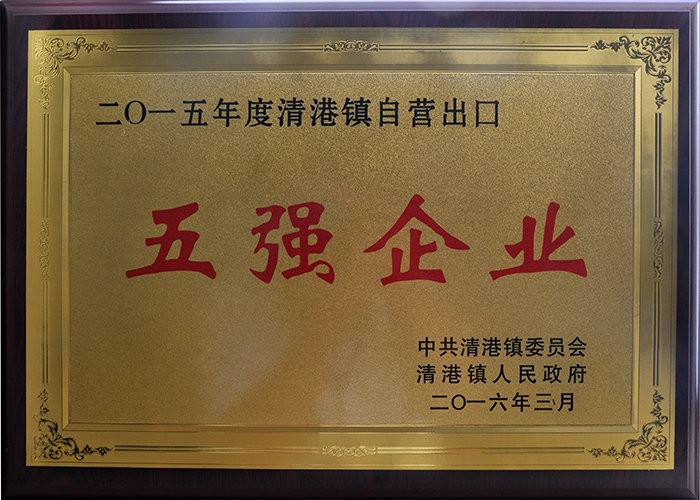 二〇一五年度清港镇自营出口
五强企业
中共清港镇委员会
清港镇人民政府
二〇一六年三月